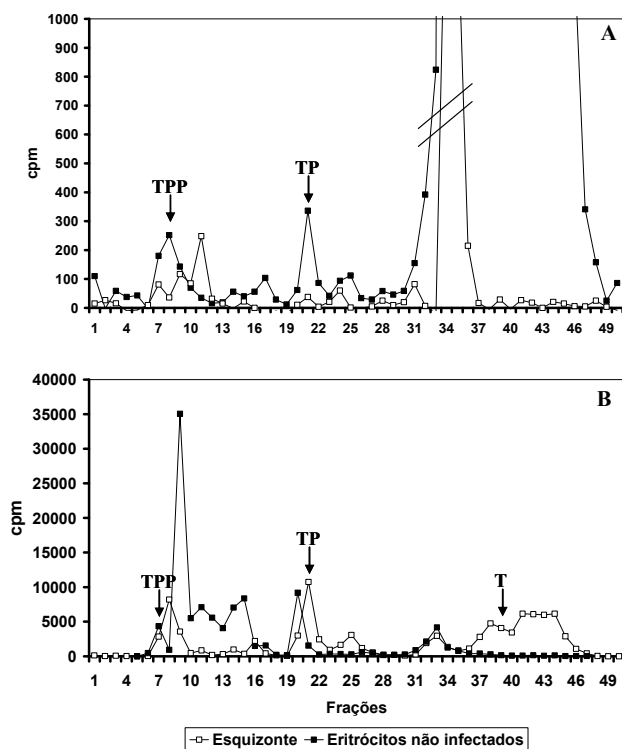 A
1000
900
800
700
600
500
400
300
200
100
0
cpm
TPP
TP
1 4 7 10 13 16 19 22 25 28 31 34 37 40 43 46 49
B
40000
35000
30000
25000
20000
15000
10000
5000
0
cpm
TPP
TP
T
1 4 7 10 13 16 19 22 25 28 31 34 37 40 43 46 49
Frações
Esquizonte Eritrócitos não infectados